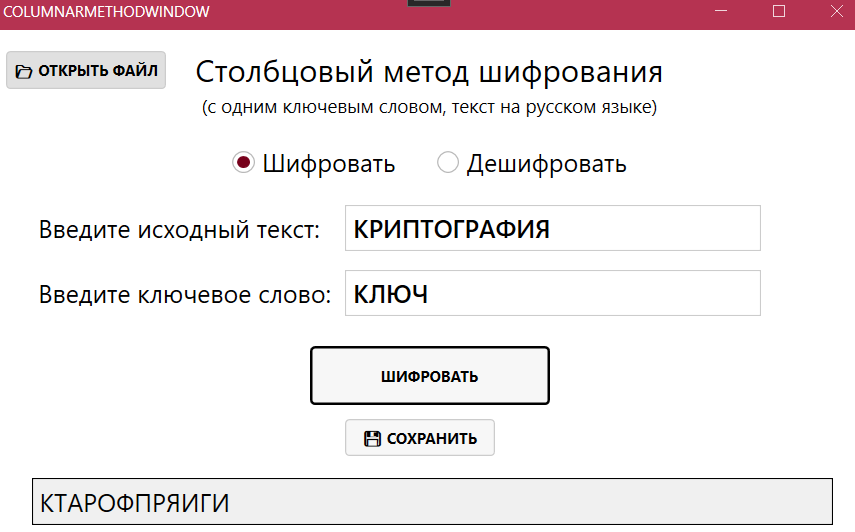 COLUMNARMETHODWINDOW
ОТКРЫТЬ ФАЙЛ
Столбцовый метод шифрования
(с одним ключевым словом, текст на русском языке)
Шифровать Дешифровать
Введите исходный текст: КРИПТОГРАФИЯ
Введите ключевое слово: КЛЮЧ
ШИФРОВАТЬ
СОХРАНИТЬ
КТАРОФПРЯИГИ